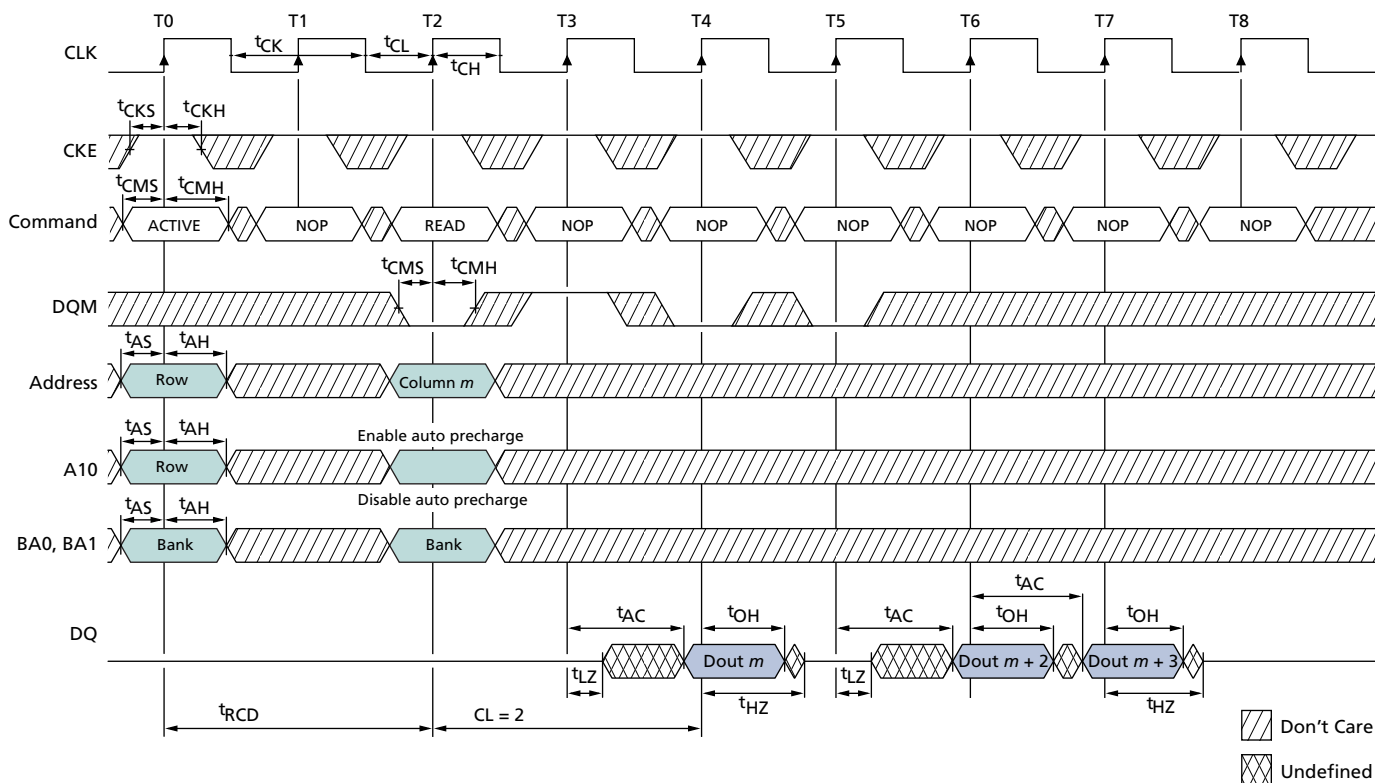 T0 T1 T2 T3 T4 T5 T6 T7 T8
CLK
tCK tCL
tCH
tCKS tCKH
CKE
tCMS tCMH
Command ACTIVE NOP READ NOP NOP NOP NOP NOP NOP
tCMS tCMH
DQM
tAS tAH
Address Row Column m
tAS tAH Enable auto precharge
A10 Row
tAS tAH Disable auto precharge
BA0, BA1 Bank Bank
tAC
tAC tOH tAC tOH tOH
DQ
Dout m Dout m + 2 Dout m + 3
tLZ tLZ
tHZ tHZ
tRCD CL = 2
Don't Care
Undefined